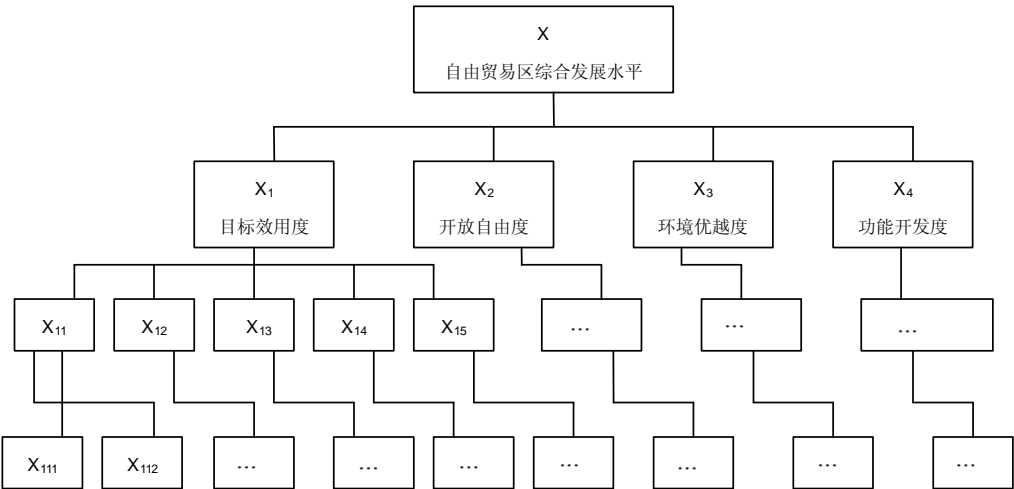 X
自由贸易区综合发展水平
X₁
目标效用度
X₂
开放自由度
X₃
环境优越度
X₄
功能开发度
X₁₁
X₁₂
X₁₃
X₁₄
X₁₅
…
…
…
X₁₁₁
X₁₁₂
…
…
…
…
…
…
…